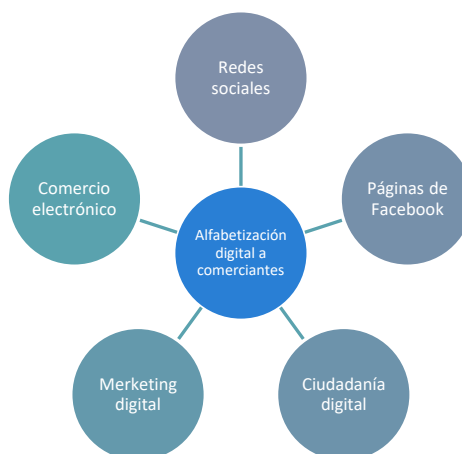 Redes
sociales
Comercio
electrónico
Páginas de
Facebook
Alfabetización
digital a
comerciantes
Merketing
digital
Ciudadanía
digital